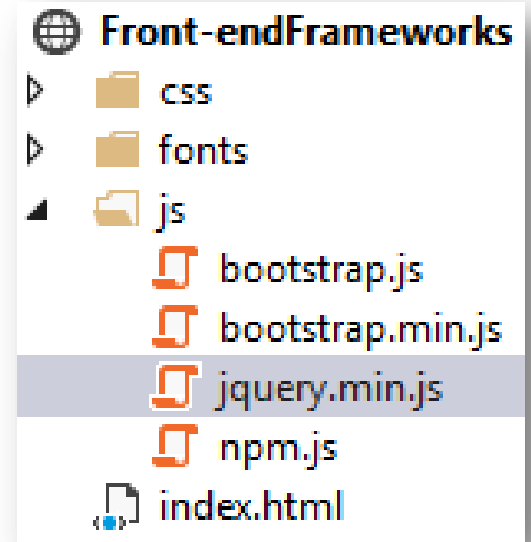 Front-endFrameworks
css
fonts
js
bootstrap.js
bootstrap.min.js
jquery.min.js
npm.js
index.html